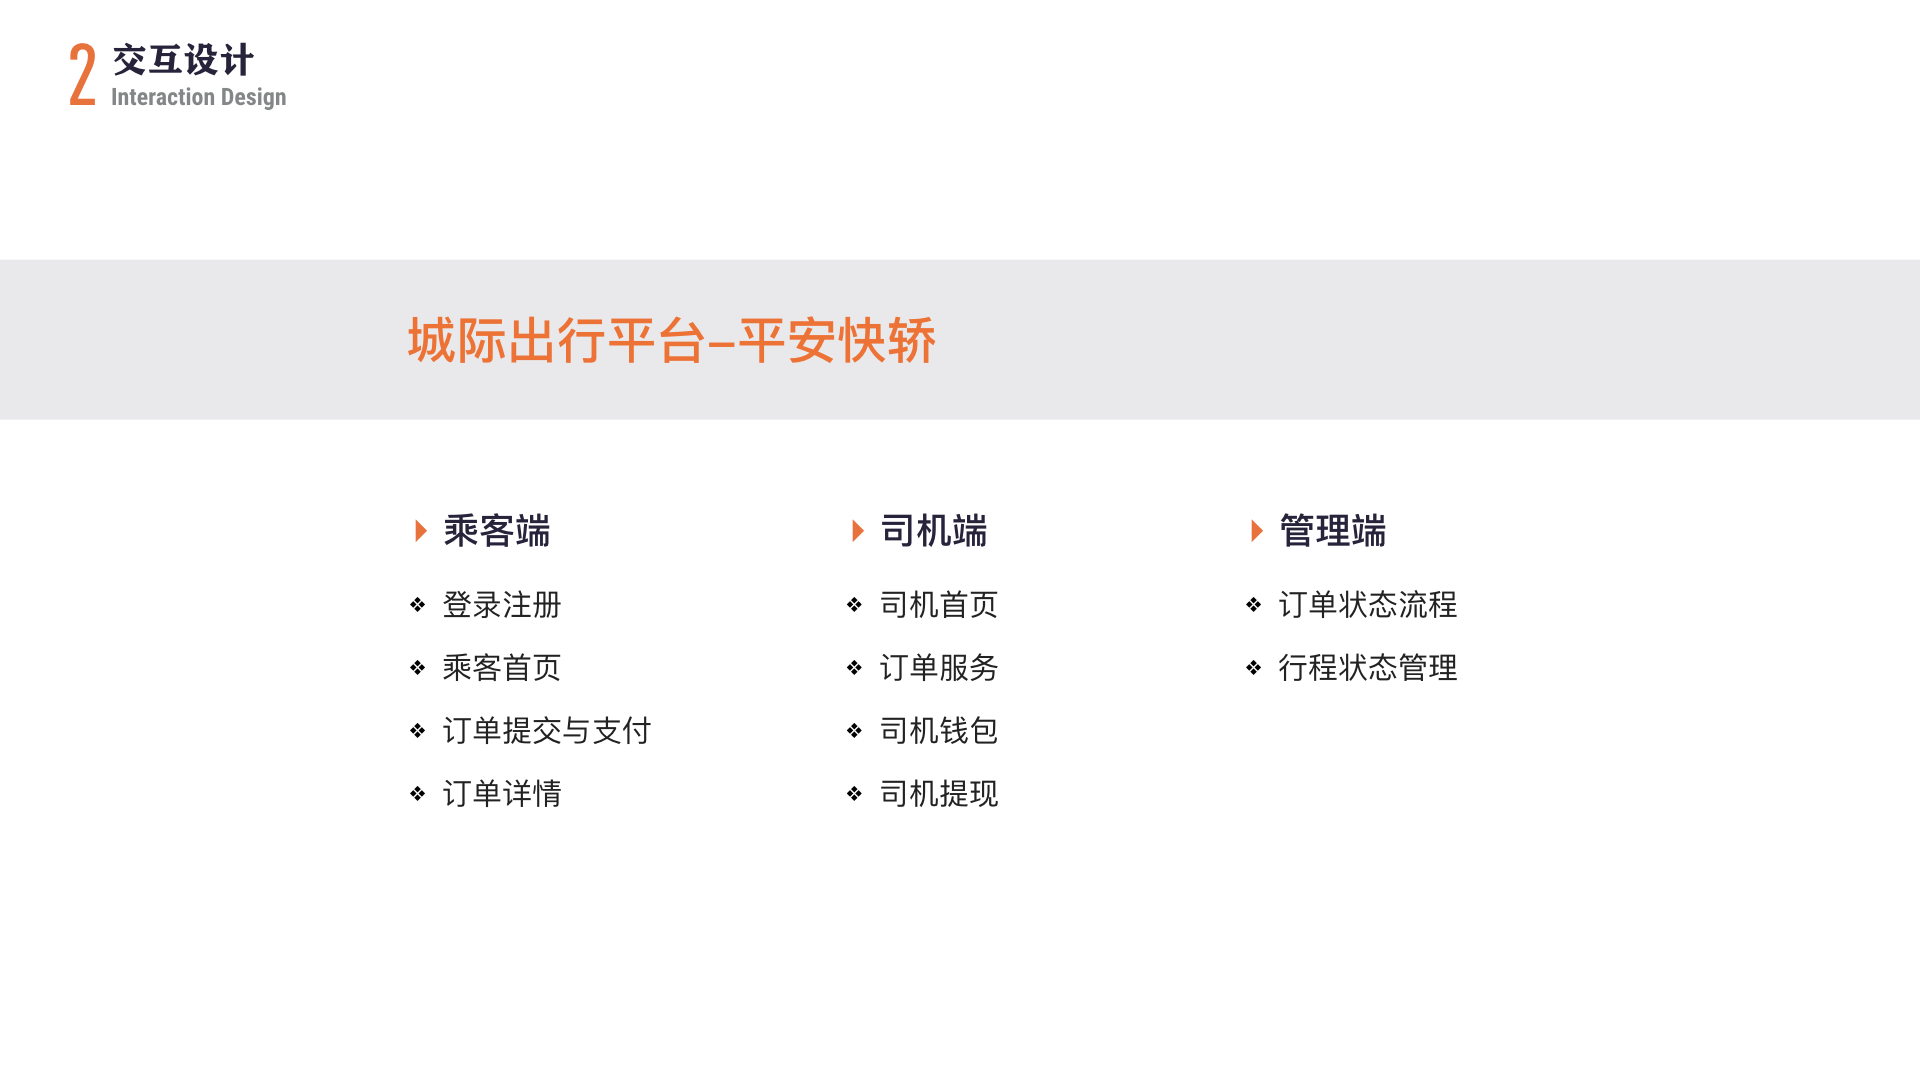 2
交互设计
Interaction Design
城际出行平台–平安快轿
乘客端
❖ 登录注册
❖ 乘客首页
❖ 订单提交与支付
❖ 订单详情
司机端
❖ 司机首页
❖ 订单服务
❖ 司机钱包
❖ 司机提现
管理端
❖ 订单状态流程
❖ 行程状态管理